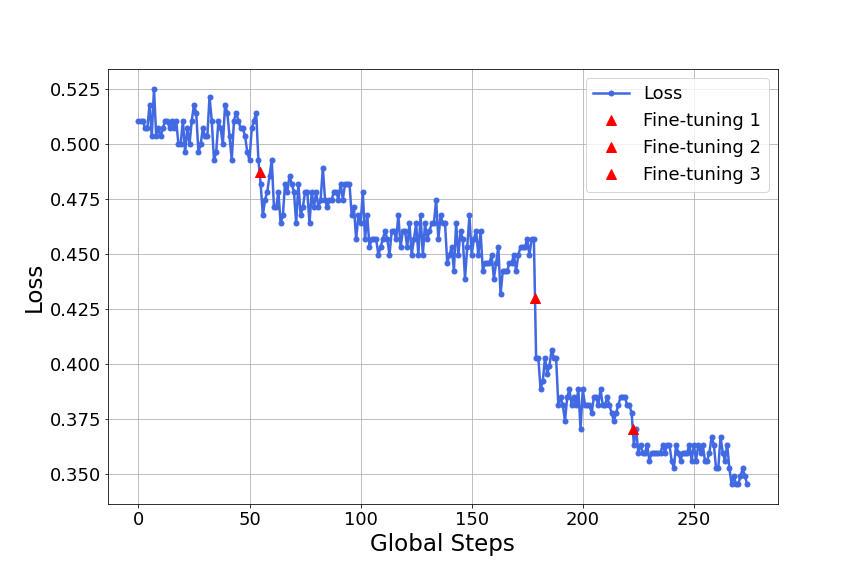 0.525
0.500
0.475
0.450
0.425
0.400
0.375
0.350
Loss
Loss
Fine-tuning 1
Fine-tuning 2
Fine-tuning 3
0 50 100 150 200 250
Global Steps